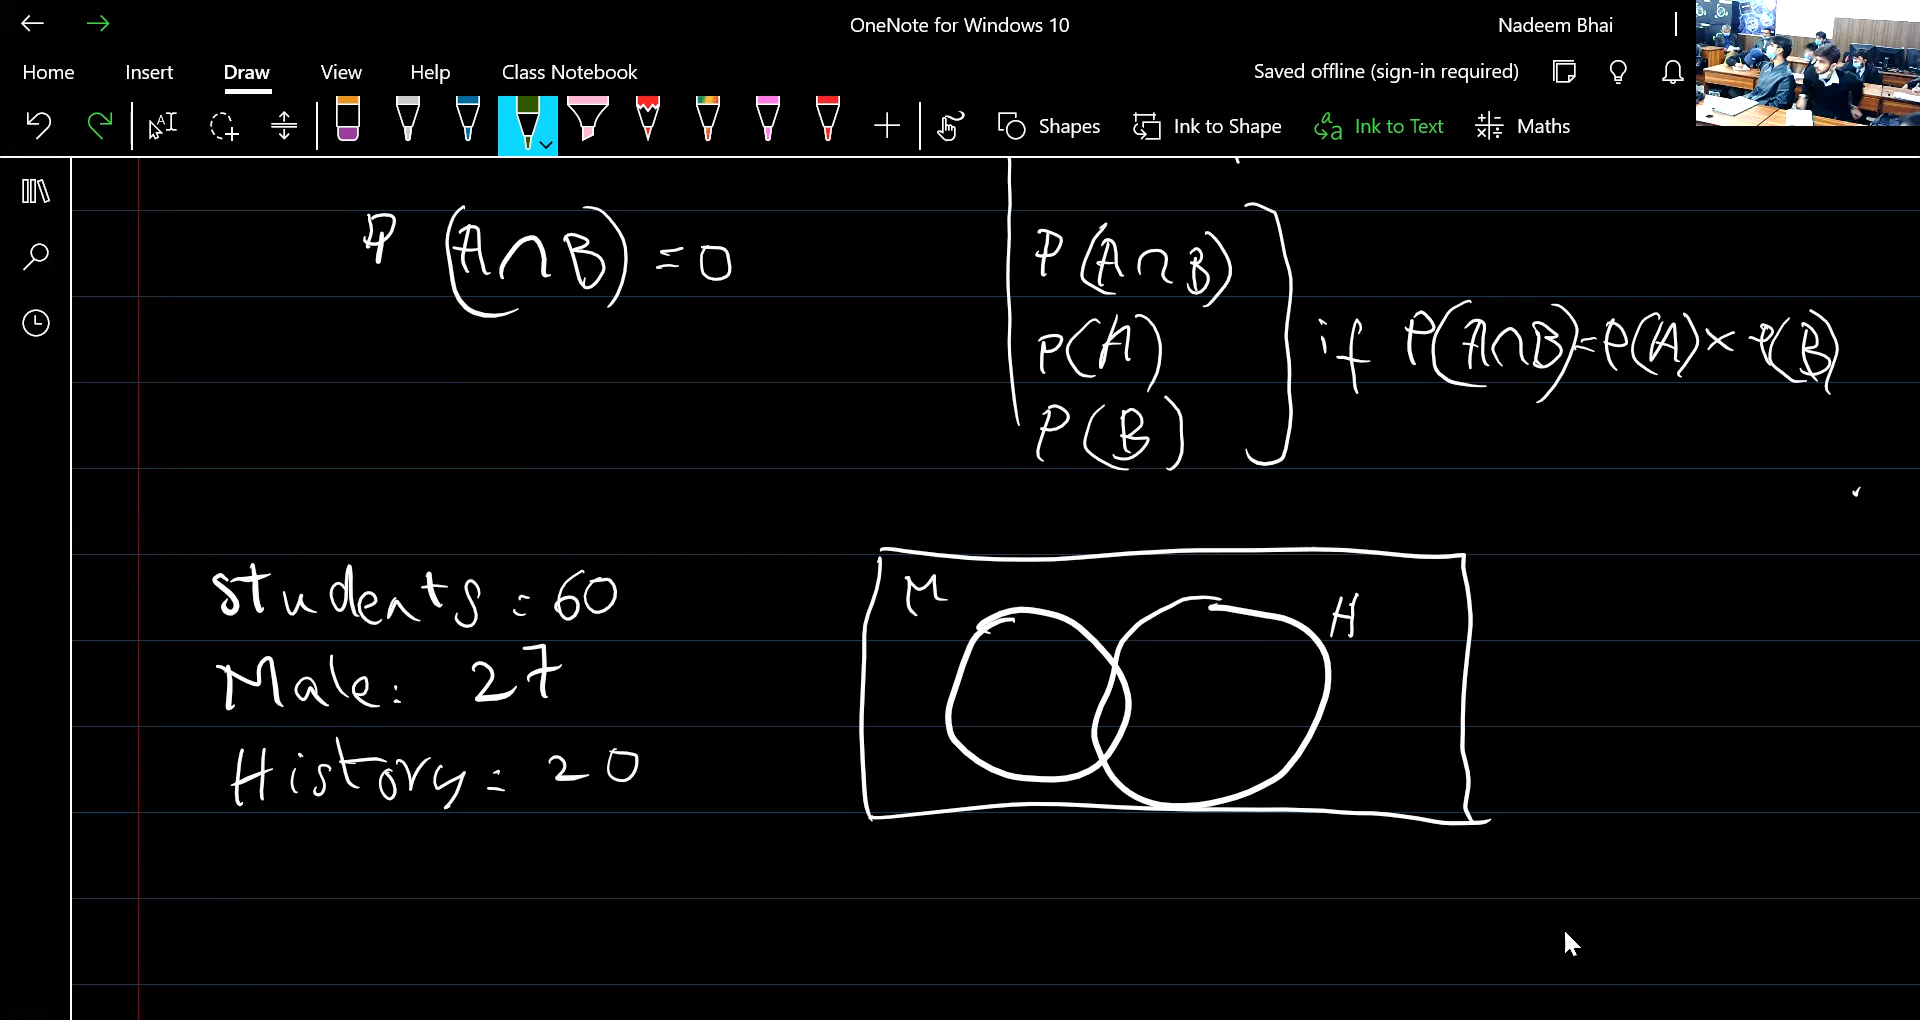 OneNote for Windows 10
Nadeem Bhai
Home Insert Draw View Help Class Notebook
Saved offline (sign-in required)
Shapes Ink to Shape Ink to Text Maths
P (A∩B) = 0
P (A∩B)
P(A)
P(B)
if P(A∩B) = P(A) × P(B)
students = 60
Male: 27
History = 20
M
H